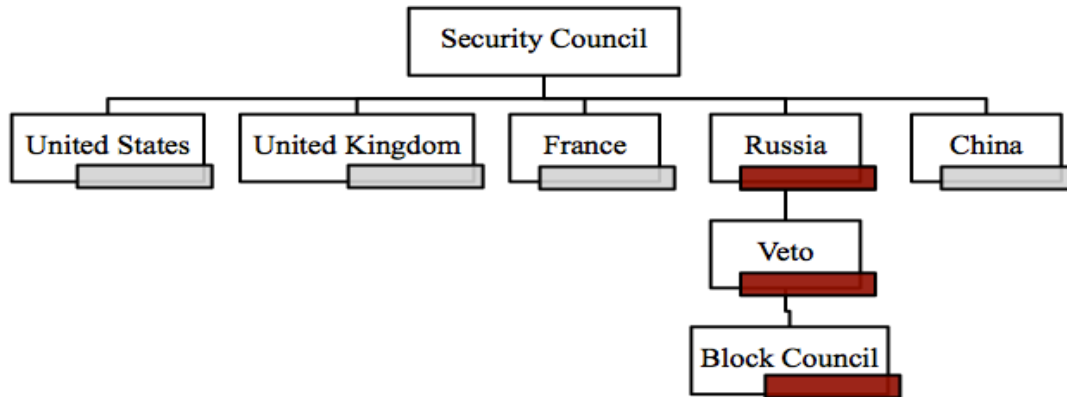 Security Council
United States
United Kingdom
France
Russia
China
Veto
Block Council